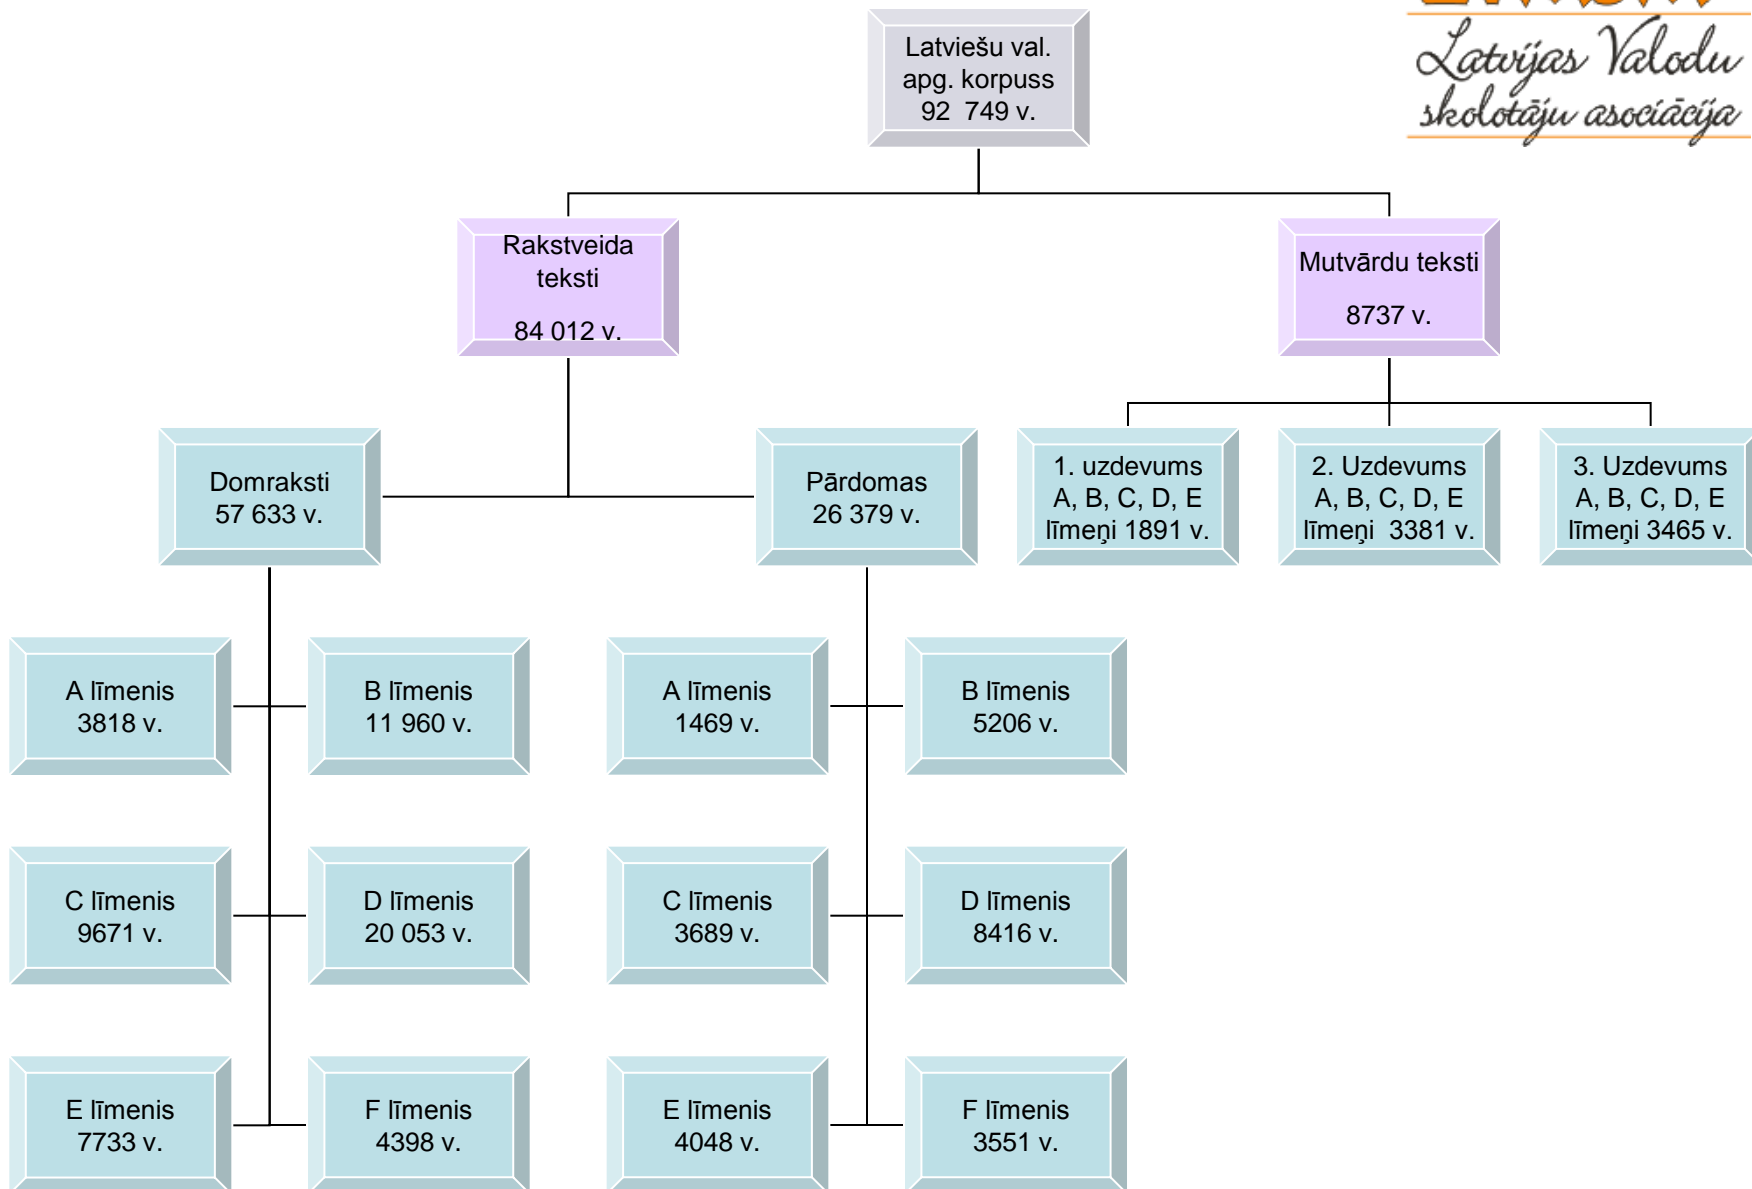 Latvijas Valodu
skolotāju asociācija
Latviešu val.
apg. korpuss
92 749 v.
Rakstveida
teksti
84 012 v.
Mutvārdu teksti
8737 v.
Domraksti
57 633 v.
Pārdomas
26 379 v.
1. uzdevums
A, B, C, D, E
līmeņi 1891 v.
2. Uzdevums
A, B, C, D, E
līmeņi 3381 v.
3. Uzdevums
A, B, C, D, E
līmeņi 3465 v.
A līmenis
3818 v.
B līmenis
11 960 v.
A līmenis
1469 v.
B līmenis
5206 v.
C līmenis
9671 v.
D līmenis
20 053 v.
C līmenis
3689 v.
D līmenis
8416 v.
E līmenis
7733 v.
F līmenis
4398 v.
E līmenis
4048 v.
F līmenis
3551 v.